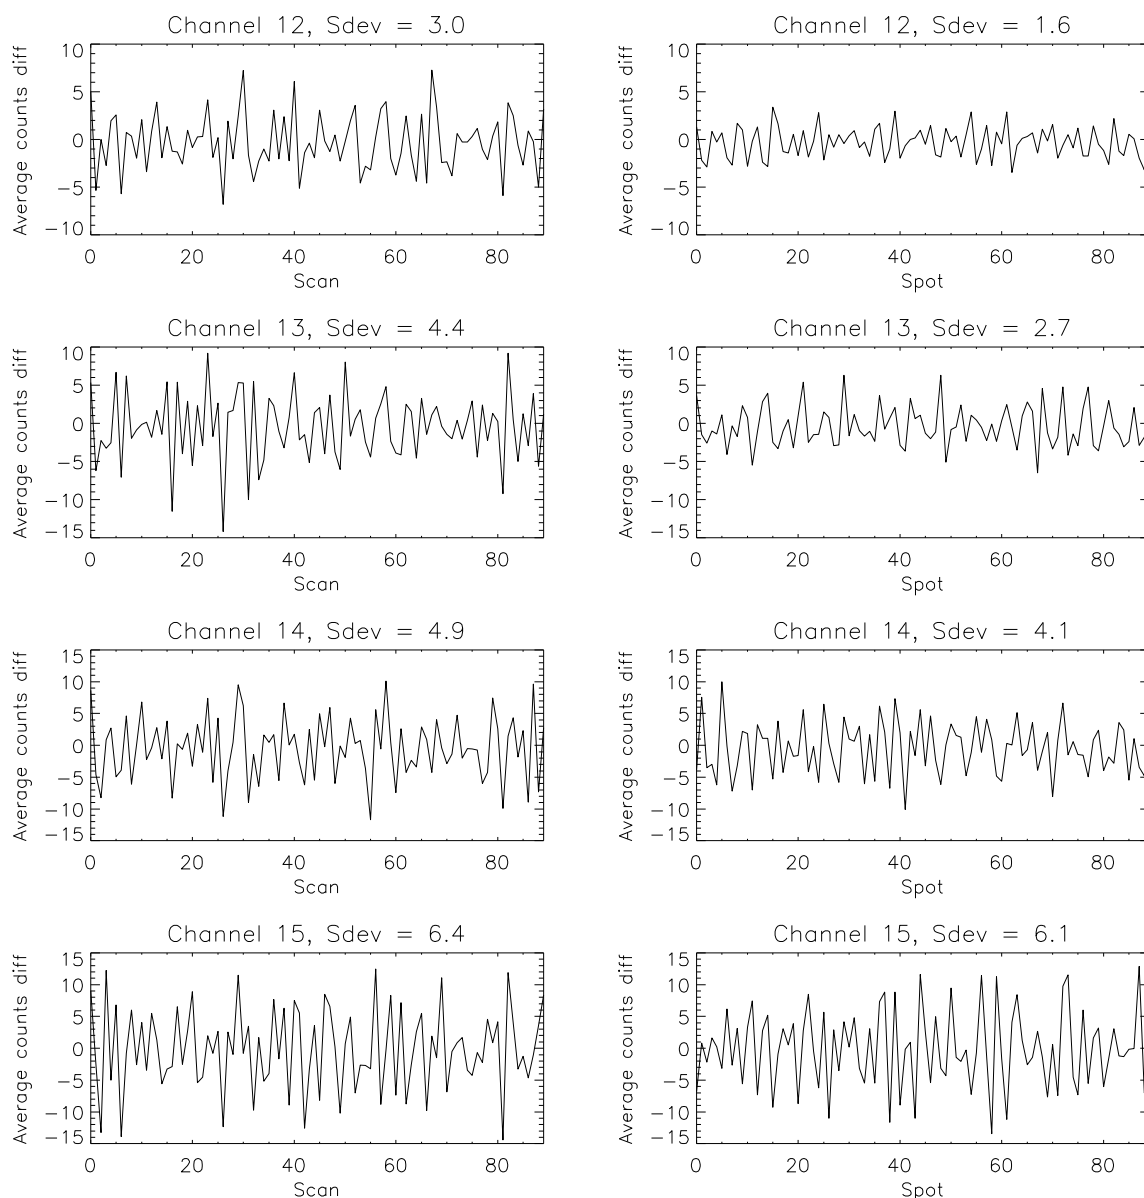 Channel 12, Sdev = 3.0
Average counts diff
10
5
0
−5
−10
0 20 40 60 80
Scan
Channel 12, Sdev = 1.6
Average counts diff
10
5
0
−5
−10
0 20 40 60 80
Spot
Channel 13, Sdev = 4.4
Average counts diff
10
5
0
−5
−10
−15
0 20 40 60 80
Scan
Channel 13, Sdev = 2.7
Average counts diff
10
5
0
−5
−10
−15
0 20 40 60 80
Spot
Channel 14, Sdev = 4.9
Average counts diff
15
10
5
0
−5
−10
−15
0 20 40 60 80
Scan
Channel 14, Sdev = 4.1
Average counts diff
15
10
5
0
−5
−10
−15
0 20 40 60 80
Spot
Channel 15, Sdev = 6.4
Average counts diff
15
10
5
0
−5
−10
−15
0 20 40 60 80
Scan
Channel 15, Sdev = 6.1
Average counts diff
15
10
5
0
−5
−10
−15
0 20 40 60 80
Spot